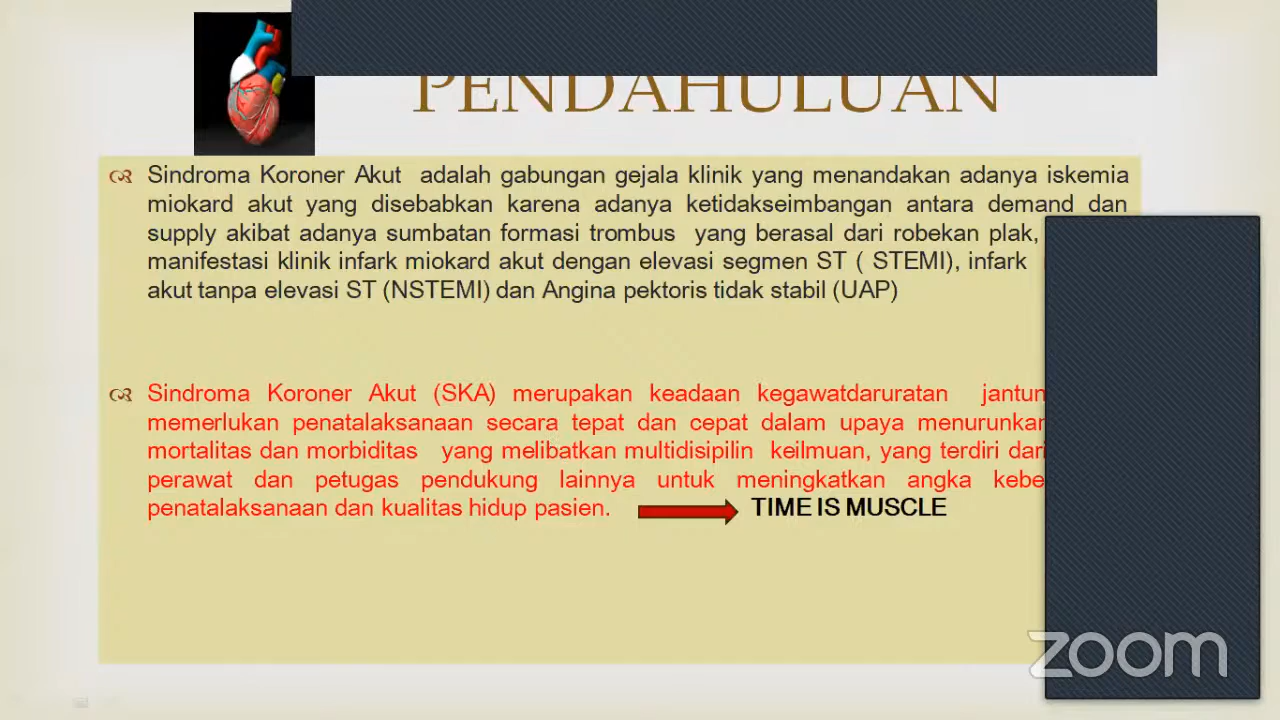 PENDAHULUAN
Sindroma Koroner Akut adalah gabungan gejala klinik yang menandakan adanya iskemia
miokard akut yang disebabkan karena adanya ketidakseimbangan antara demand dan
supply akibat adanya sumbatan formasi trombus yang berasal dari robekan plak,
manifestasi klinik infark miokard akut dengan elevasi segmen ST ( STEMI), infark
akut tanpa elevasi ST (NSTEMI) dan Angina pektoris tidak stabil (UAP)
Sindroma Koroner Akut (SKA) merupakan keadaan kegawatdaruratan
memerlukan penatalaksanaan secara tepat dan cepat dalam upaya menurunkan
mortalitas dan morbiditas yang melibatkan multidisipilin keilmuan, yang terdiri dari
perawat dan petugas pendukung lainnya untuk meningkatkan angka
penatalaksanaan dan kualitas hidup pasien. TIME IS MUSCLE
zoom